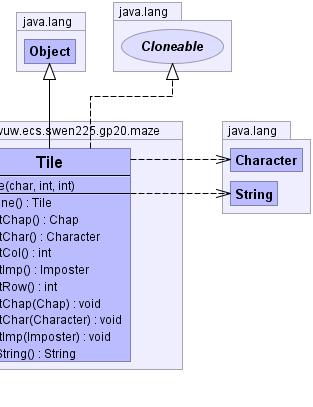 java.lang
Object
java.lang
Cloneable
vuw.ecs.swen225.gp20.maze
Tile
e(char, int, int)
ne() : Tile
tChap() : Chap
tChar() : Character
tCol() : int
tImp() : Imposter
tRow() : int
tChap(Chap) : void
tChar(Character) : void
tImp(Imposter) : void
String() : String
java.lang
Character
String